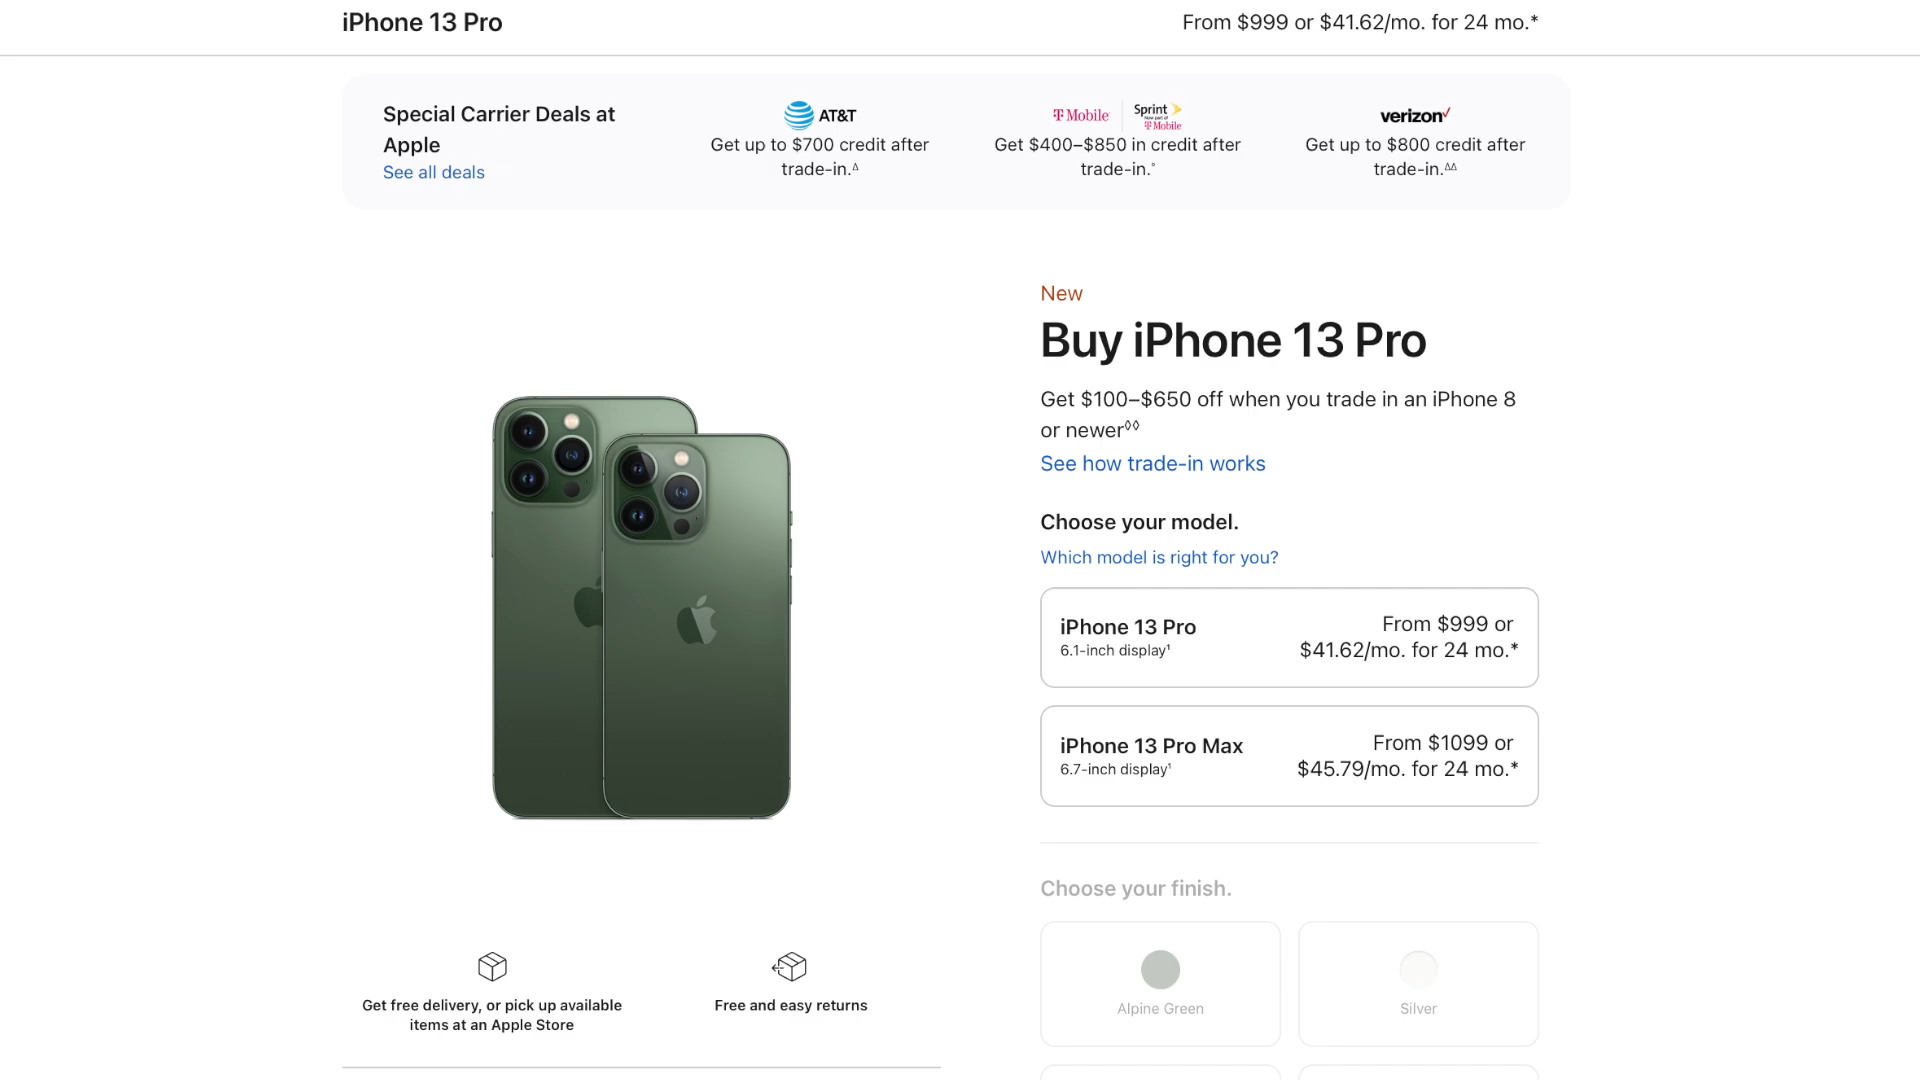 iPhone 13 Pro
From $999 or $41.62/mo. for 24 mo.*
Special Carrier Deals at
Apple
See all deals
AT&T
Get up to $700 credit after
trade-in.Δ
T Mobile
Sprint
Now part of
T Mobile
Get $400–$850 in credit after
trade-in.°
verizon✓
Get up to $800 credit after
trade-in.ΔΔ
New
Buy iPhone 13 Pro
Get $100–$650 off when you trade in an iPhone 8
or newer◊◊
See how trade-in works
Choose your model.
Which model is right for you?
iPhone 13 Pro
6.1-inch display¹
From $999 or
$41.62/mo. for 24 mo.*
iPhone 13 Pro Max
6.7-inch display¹
From $1099 or
$45.79/mo. for 24 mo.*
Choose your finish.
Alpine Green
Silver
Get free delivery, or pick up available
items at an Apple Store
Free and easy returns